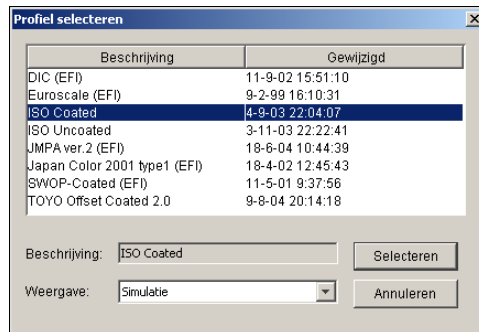 Profiel selecteren
Beschrijving Gewijzigd
DIC (EFI) 11-9-02 15:51:10
Euroscale (EFI) 9-2-99 16:10:31
ISO Coated 4-9-03 22:04:07
ISO Uncoated 3-11-03 22:22:41
JMPA ver.2 (EFI) 18-6-04 10:44:39
Japan Color 2001 type1 (EFI) 18-4-02 12:45:43
SWOP-Coated (EFI) 11-5-01 9:37:56
TOYO Offset Coated 2.0 9-8-04 20:14:18
Beschrijving: ISO Coated Selecteren
Weergave: Simulatie Annuleren